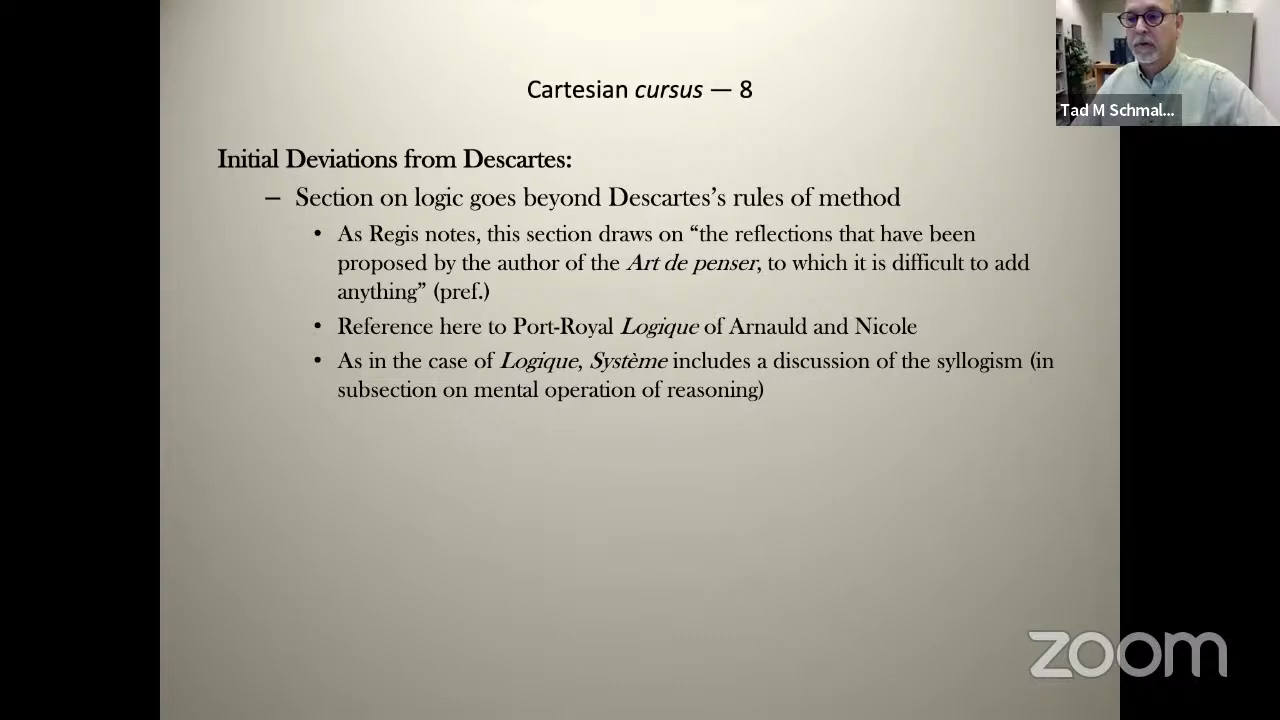 Cartesian cursus — 8
Tad M Schmal...
Initial Deviations from Descartes:
– Section on logic goes beyond Descartes’s rules of method
• As Regis notes, this section draws on “the reflections that have been
proposed by the author of the Art de penser, to which it is difficult to add
anything” (pref.)
• Reference here to Port-Royal Logique of Arnauld and Nicole
• As in the case of Logique, Système includes a discussion of the syllogism (in
subsection on mental operation of reasoning)
zoom